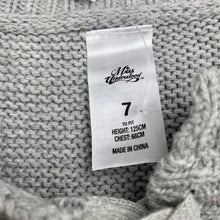 Miss
Understood
7
TO FIT
HEIGHT: 125CM
CHEST: 66CM
MADE IN CHINA